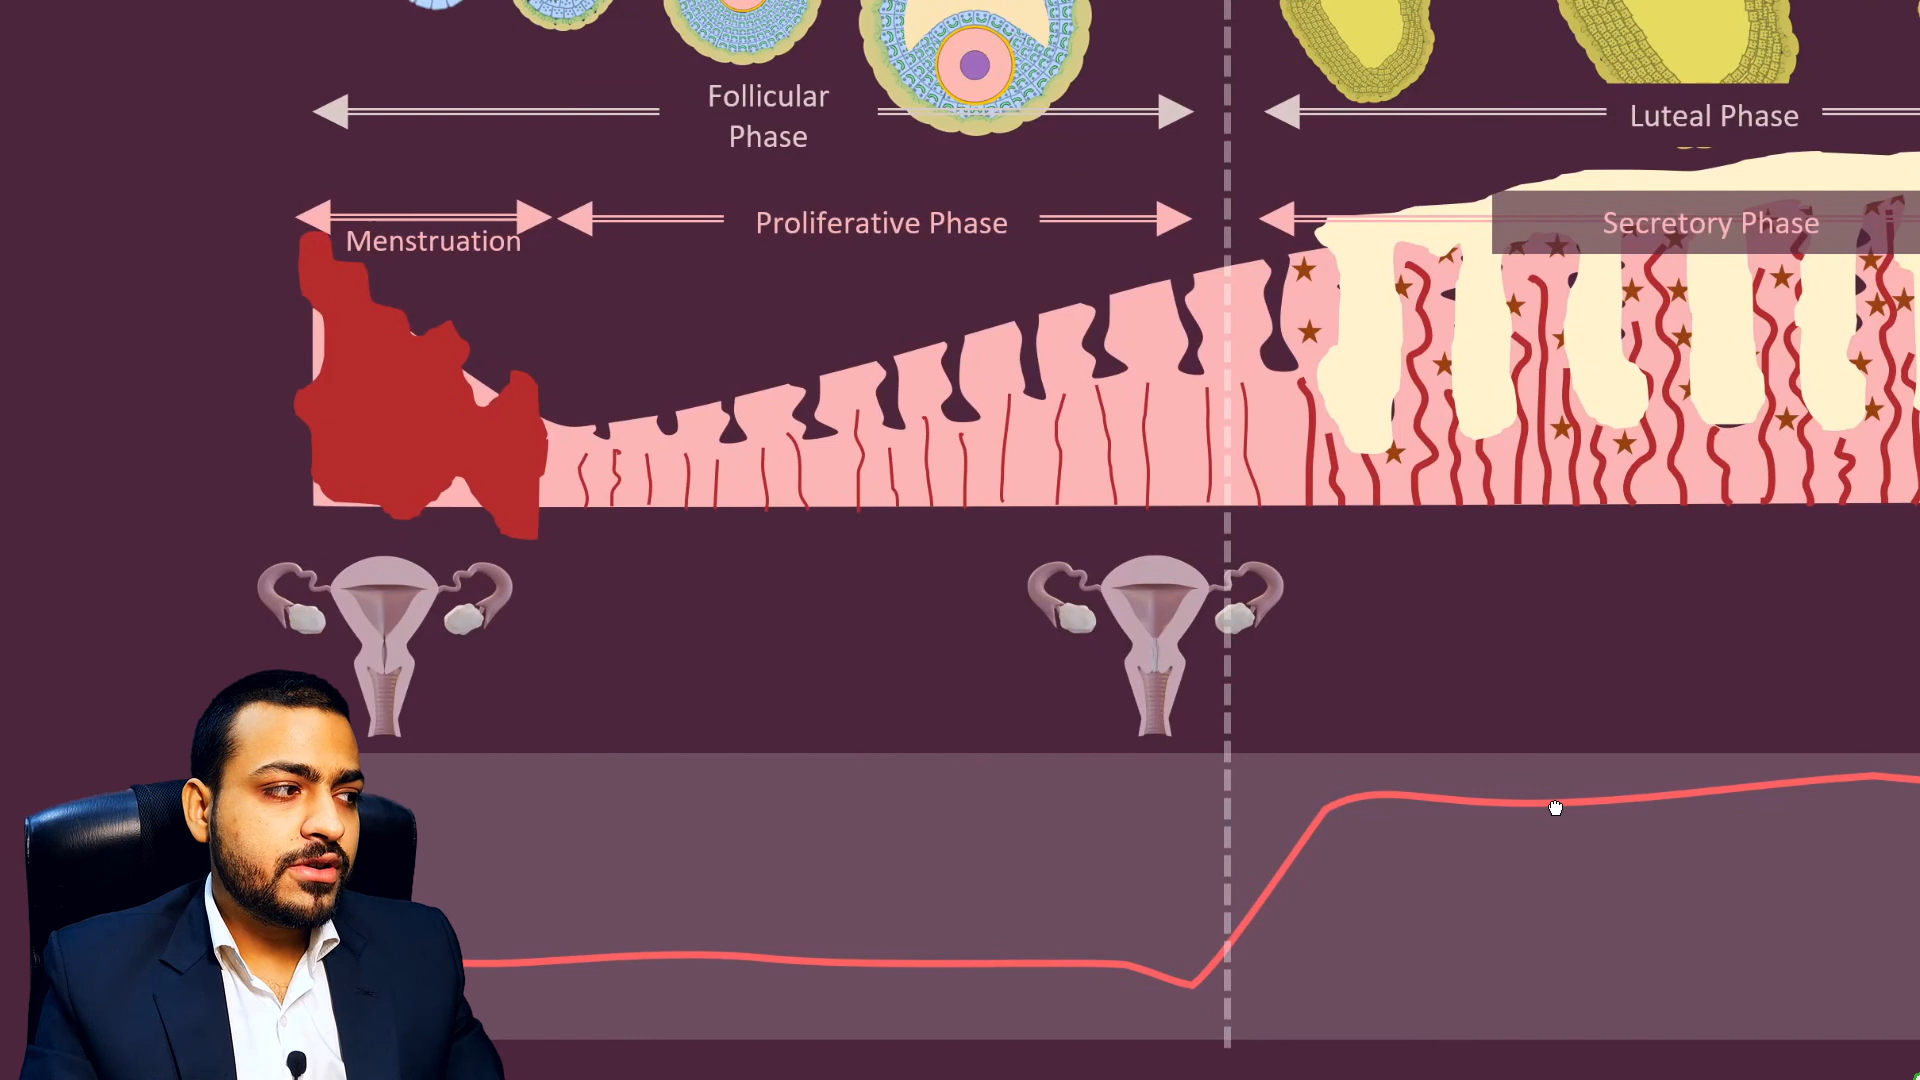 Follicular
Phase
Luteal Phase
Menstruation
Proliferative Phase
Secretory Phase